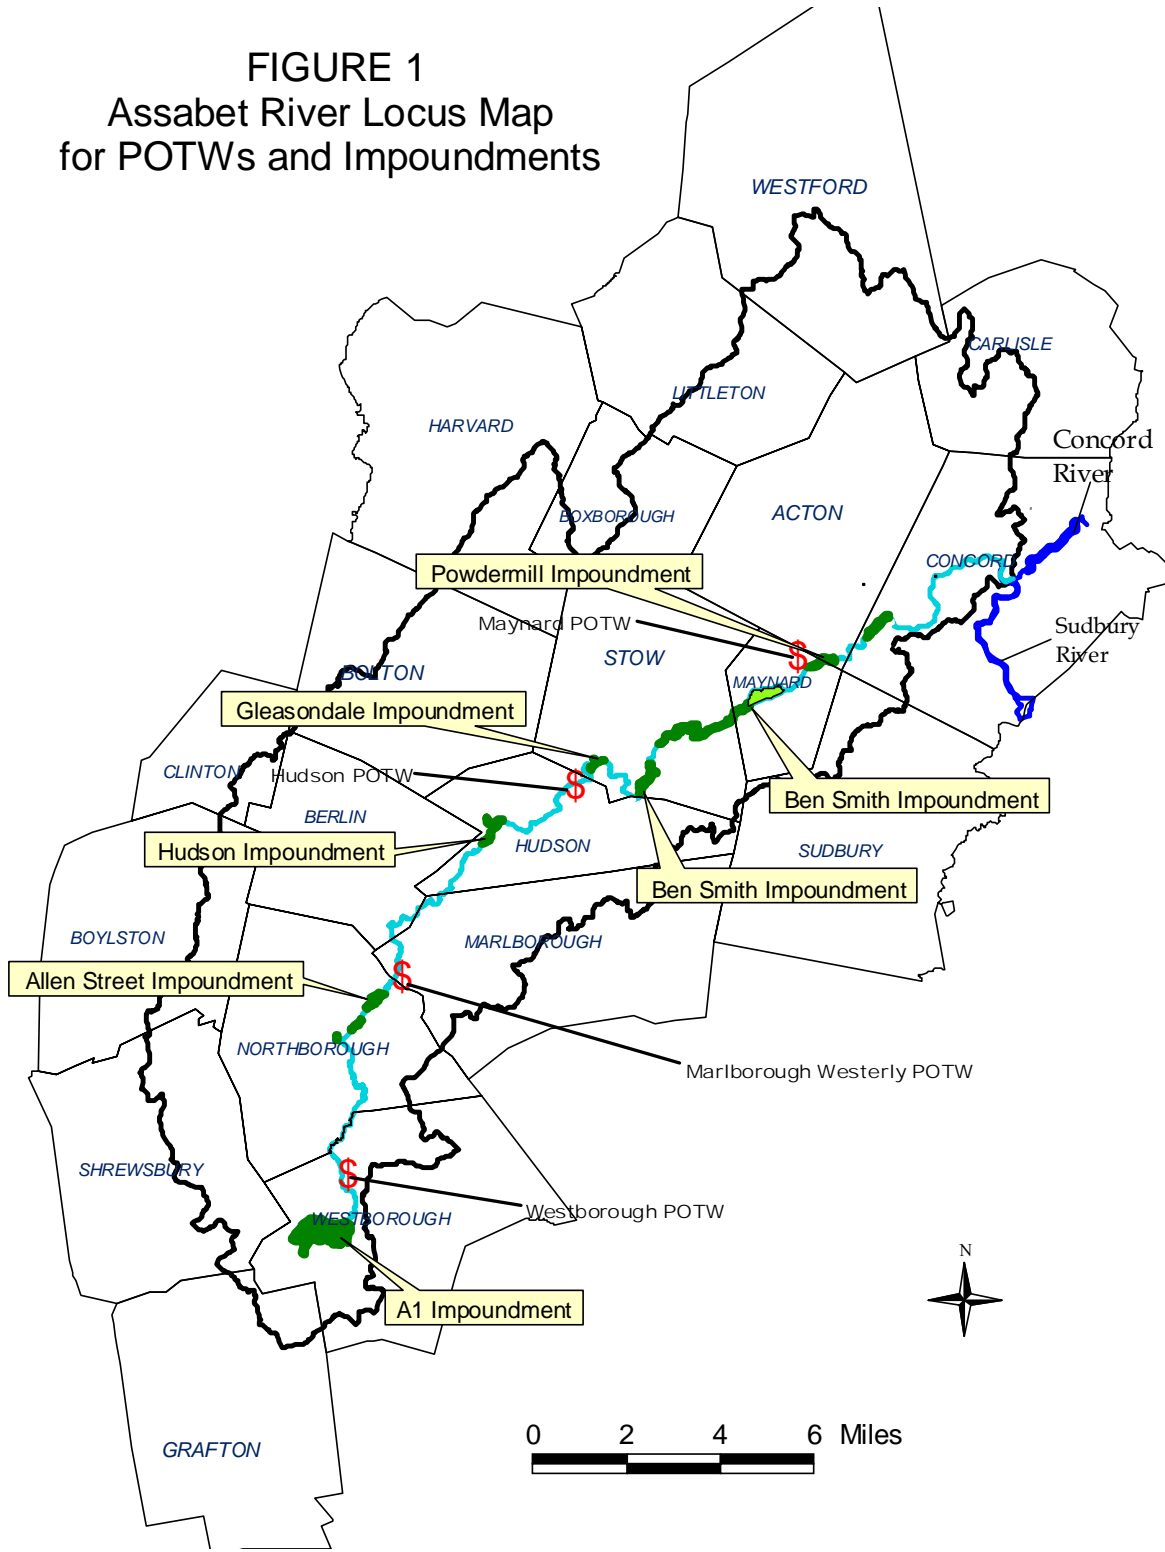 FIGURE 1
Assabet River Locus Map
for POTWs and Impoundments
WESTFORD
CARLISLE
LITTLETON
HARVARD
Concord
River
BOXBOROUGH
ACTON
CONCORD
Powdermill Impoundment
Maynard POTW
$
Sudbury
River
STOW
BOLTON
MAYNARD
Gleasondale Impoundment
CLINTON
Hudson POTW
$
Ben Smith Impoundment
BERLIN
Hudson Impoundment
HUDSON
SUDBURY
Ben Smith Impoundment
BOYLSTON
MARLBOROUGH
Allen Street Impoundment
$
NORTHBOROUGH
Marlborough Westerly POTW
SHREWSBURY
$
WESTBOROUGH
Westborough POTW
N
A1 Impoundment
GRAFTON
0 2 4 6 Miles